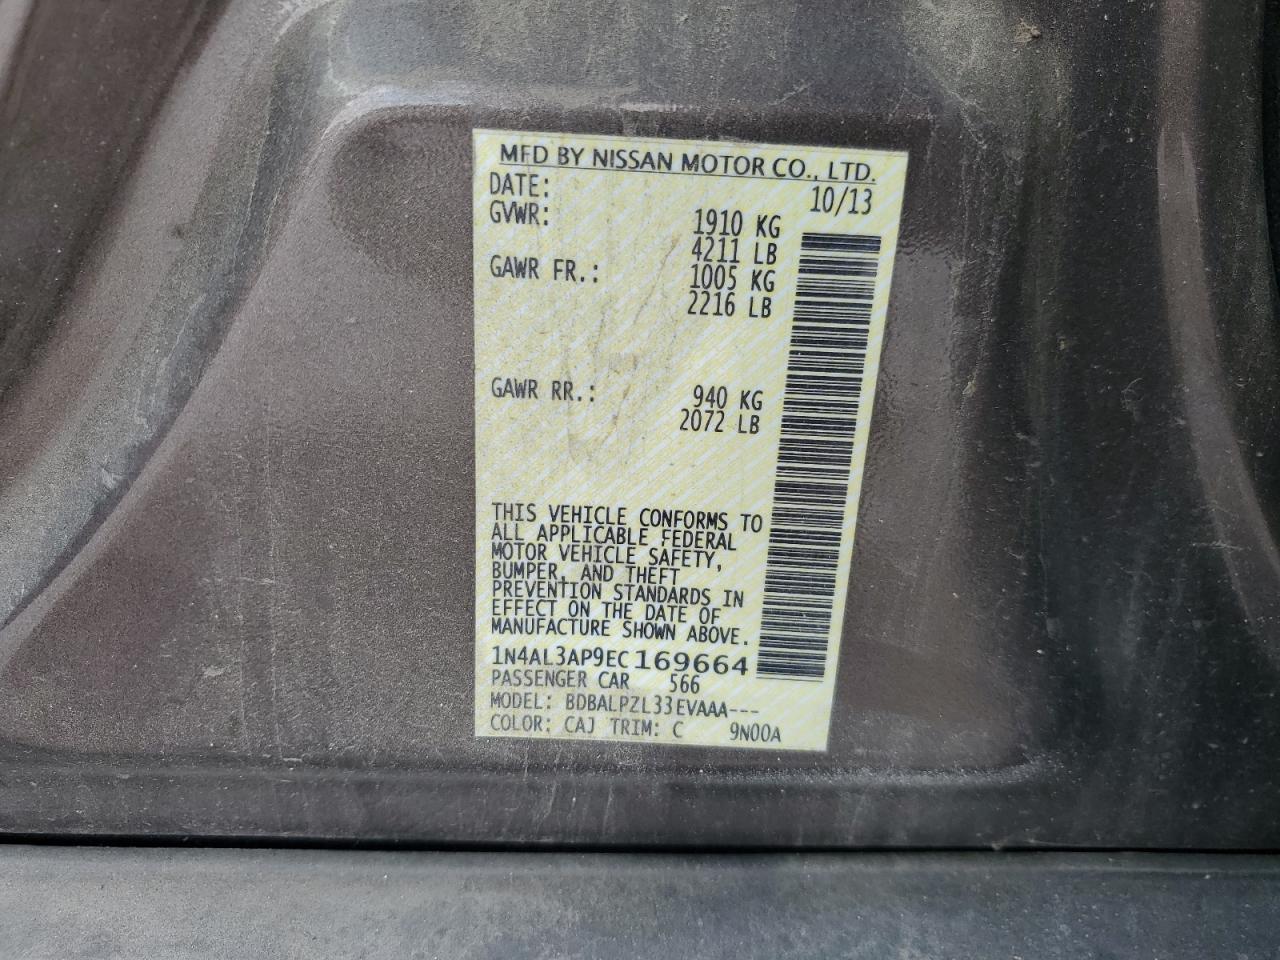 MFD BY NISSAN MOTOR CO., LTD.
DATE: 10/13
GVWR: 1910 KG
4211 LB
GAWR FR.: 1005 KG
2216 LB
GAWR RR.: 940 KG
2072 LB
THIS VEHICLE CONFORMS TO
ALL APPLICABLE FEDERAL
MOTOR VEHICLE SAFETY,
BUMPER, AND THEFT
PREVENTION STANDARDS IN
EFFECT ON THE DATE OF
MANUFACTURE SHOWN ABOVE.
1N4AL3AP9EC169664
PASSENGER CAR 566
MODEL: BDBALPZL33EVAAA---
COLOR: CAJ TRIM: C 9N00A